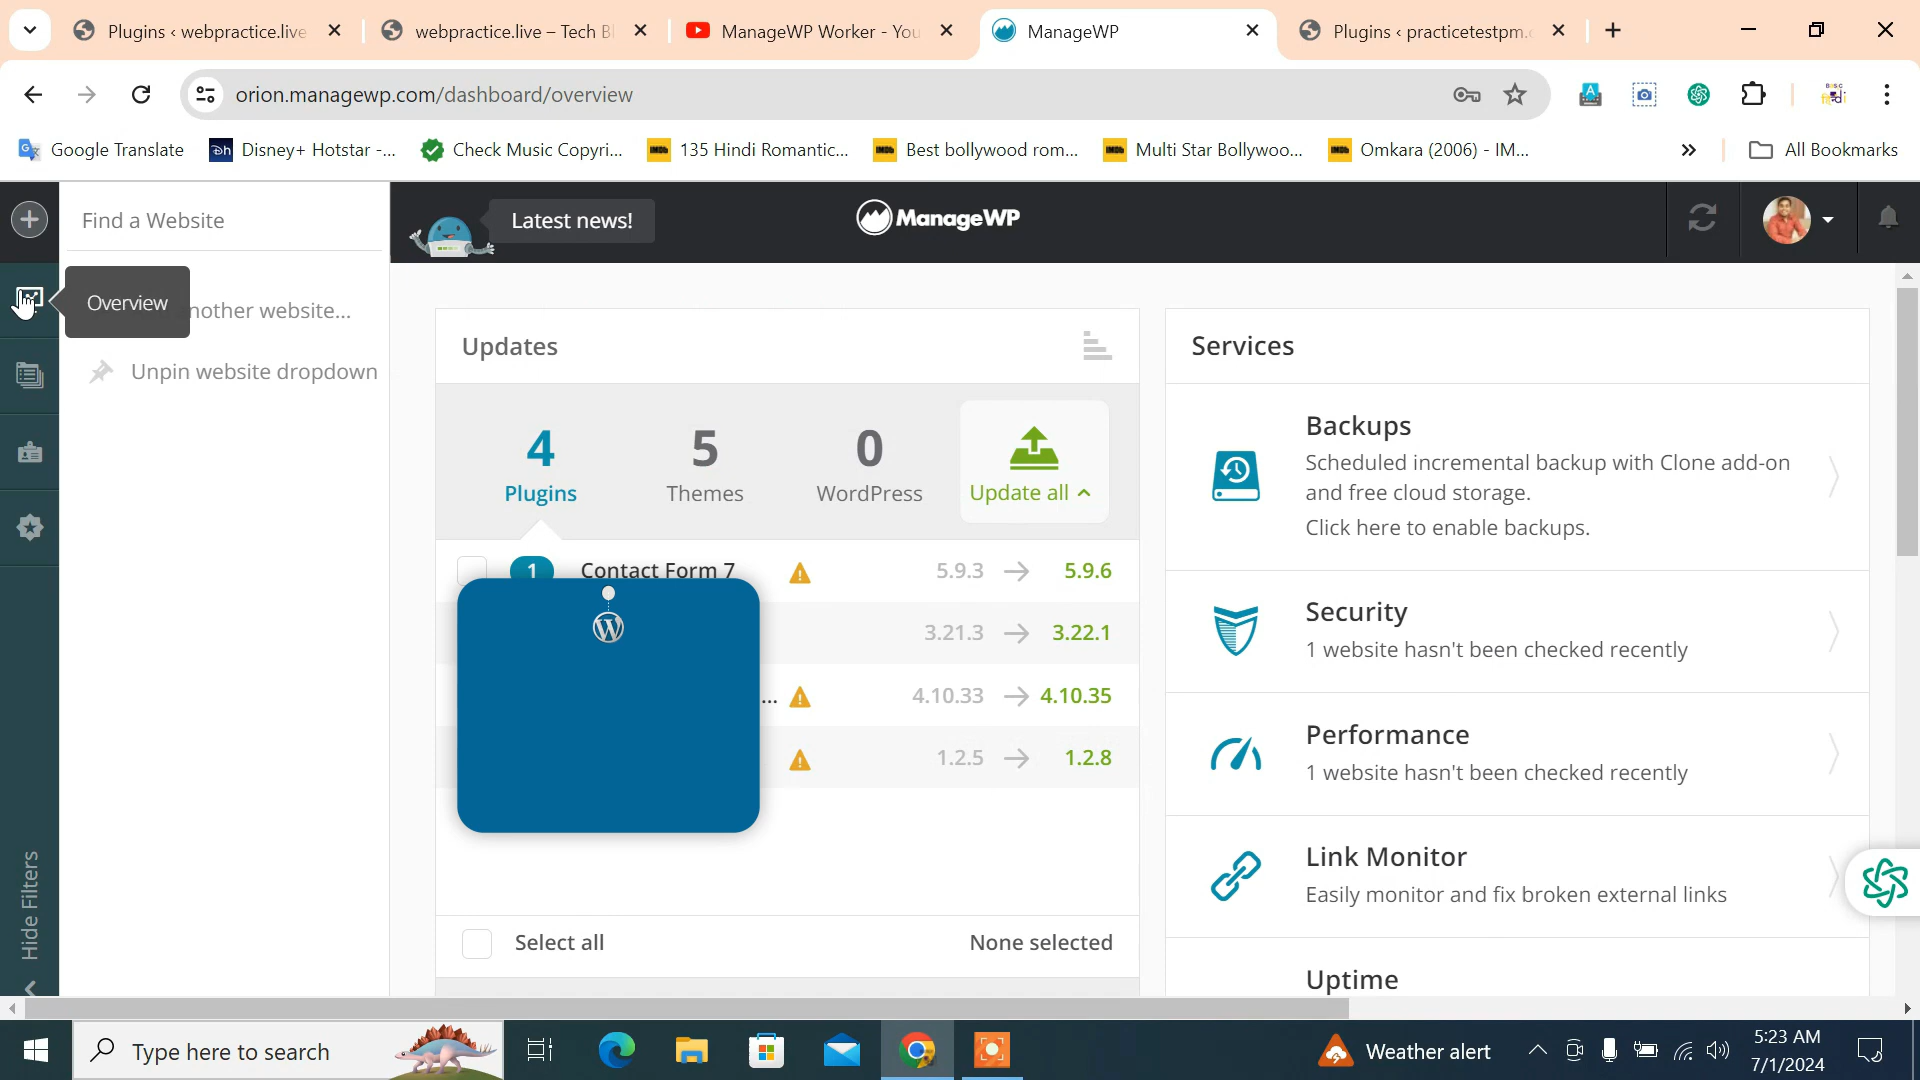 Plugins ‹ webpractice.live
webpractice.live – Tech Bl
ManageWP Worker - You
ManageWP
Plugins ‹ practicetestpm.c
orion.managewp.com/dashboard/overview
Google Translate
Disney+ Hotstar -...
Check Music Copyri...
135 Hindi Romantic...
Best bollywood rom...
Multi Star Bollywoo...
Omkara (2006) - IM...
All Bookmarks
Find a Website
Latest news!
ManageWP
Overview
nother website...
Unpin website dropdown
Hide Filters
Updates
4
Plugins
5
Themes
0
WordPress
Update all
1 Contact Form 7 5.9.3 → 5.9.6
3.21.3 → 3.22.1
... 4.10.33 → 4.10.35
1.2.5 → 1.2.8
Select all
None selected
Services
Backups
Scheduled incremental backup with Clone add-on
and free cloud storage.
Click here to enable backups.
Security
1 website hasn't been checked recently
Performance
1 website hasn't been checked recently
Link Monitor
Easily monitor and fix broken external links
Uptime
Type here to search
Weather alert
5:23 AM
7/1/2024